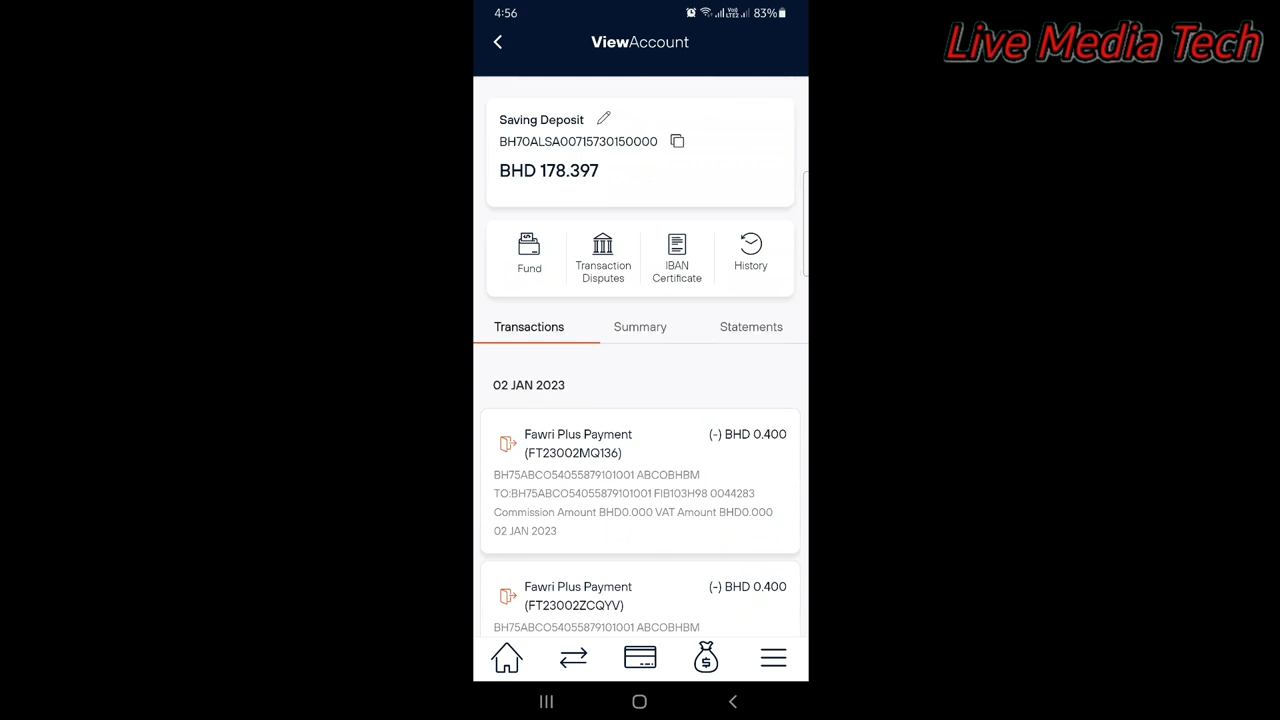 4:56
83%
Live Media Tech
ViewAccount
Saving Deposit
BH70ALSA00715730150000
BHD 178.397
Fund
Transaction Disputes
IBAN Certificate
History
Transactions
Summary
Statements
02 JAN 2023
Fawri Plus Payment (-) BHD 0.400
(FT23002MQ136)
BH75ABCO54055879101001 ABCOBHBM
TO:BH75ABCO54055879101001 FIB103H98 0044283
Commission Amount BHD0.000 VAT Amount BHD0.000
02 JAN 2023
Fawri Plus Payment (-) BHD 0.400
(FT23002ZCQYV)
BH75ABCO54055879101001 ABCOBHBM